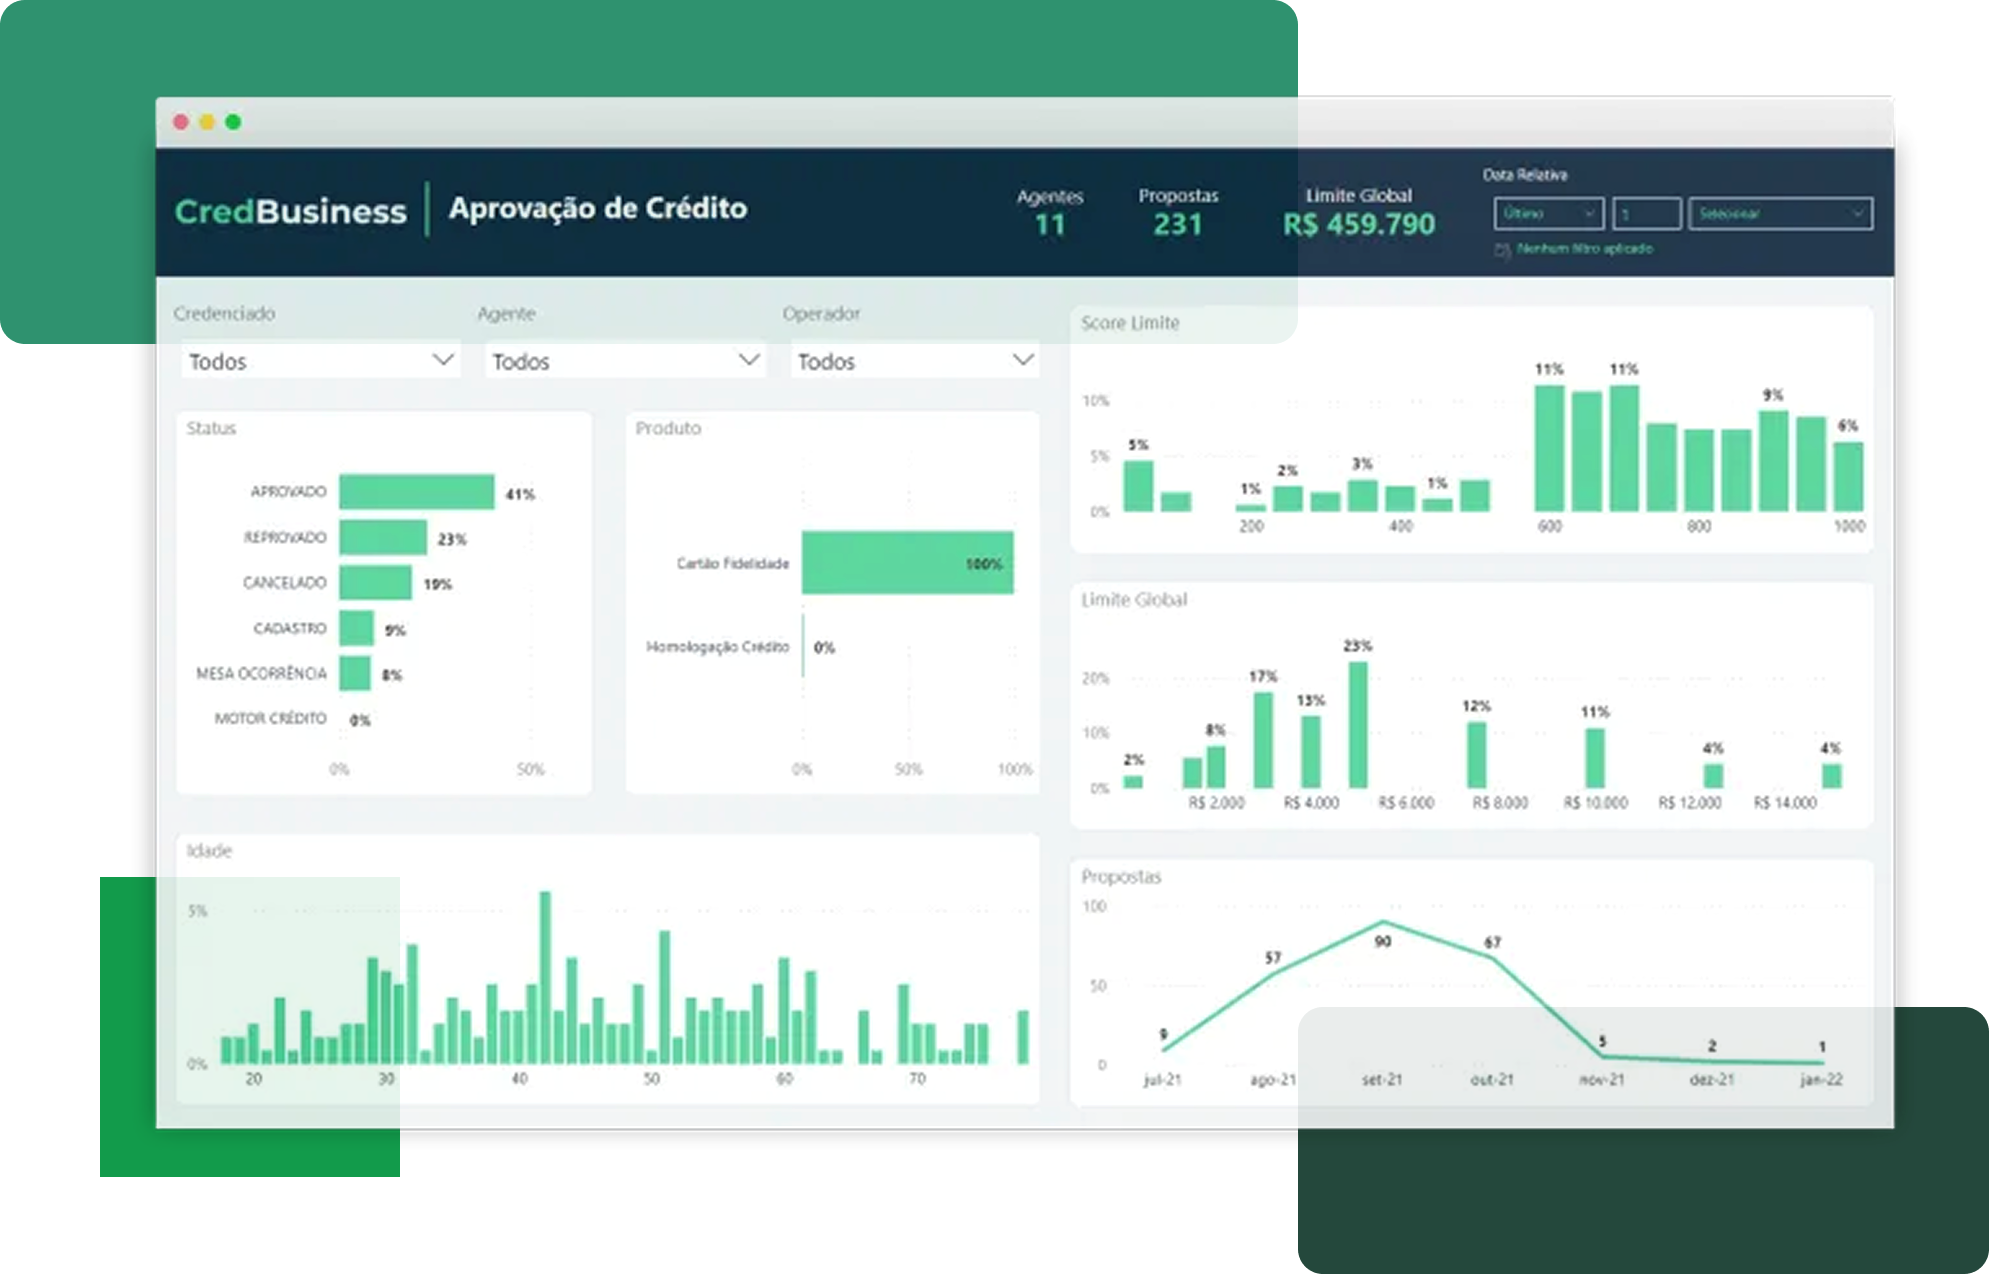 CredBusiness | Aprovação de Crédito
Agentes
11
Propostas
231
Limite Global
R$ 459.790
Data Relativa
Último
1
Selecionar
Nenhum filtro aplicado
Credenciado
Todos
Agente
Todos
Operador
Todos
Status
APROVADO 41%
REPROVADO 23%
CANCELADO 19%
CADASTRO 9%
MESA OCORRÊNCIA 8%
MOTOR CRÉDITO 0%
0% 50%
Produto
Cartão Fidelidade 100%
Homologação Crédito 0%
0% 50% 100%
Idade
5%
0%
20 30 40 50 60 70
Score Limite
10%
5%
0%
5% 1% 2% 3% 1% 11% 11% 9% 6%
200 400 600 800 1000
Limite Global
20%
10%
0%
2% 8% 17% 13% 23% 12% 11% 4% 4%
R$ 2.000 R$ 4.000 R$ 6.000 R$ 8.000 R$ 10.000 R$ 12.000 R$ 14.000
Propostas
100
50
0
9 57 90 67 5 2 1
jul-21 ago-21 set-21 out-21 nov-21 dez-21 jan-22